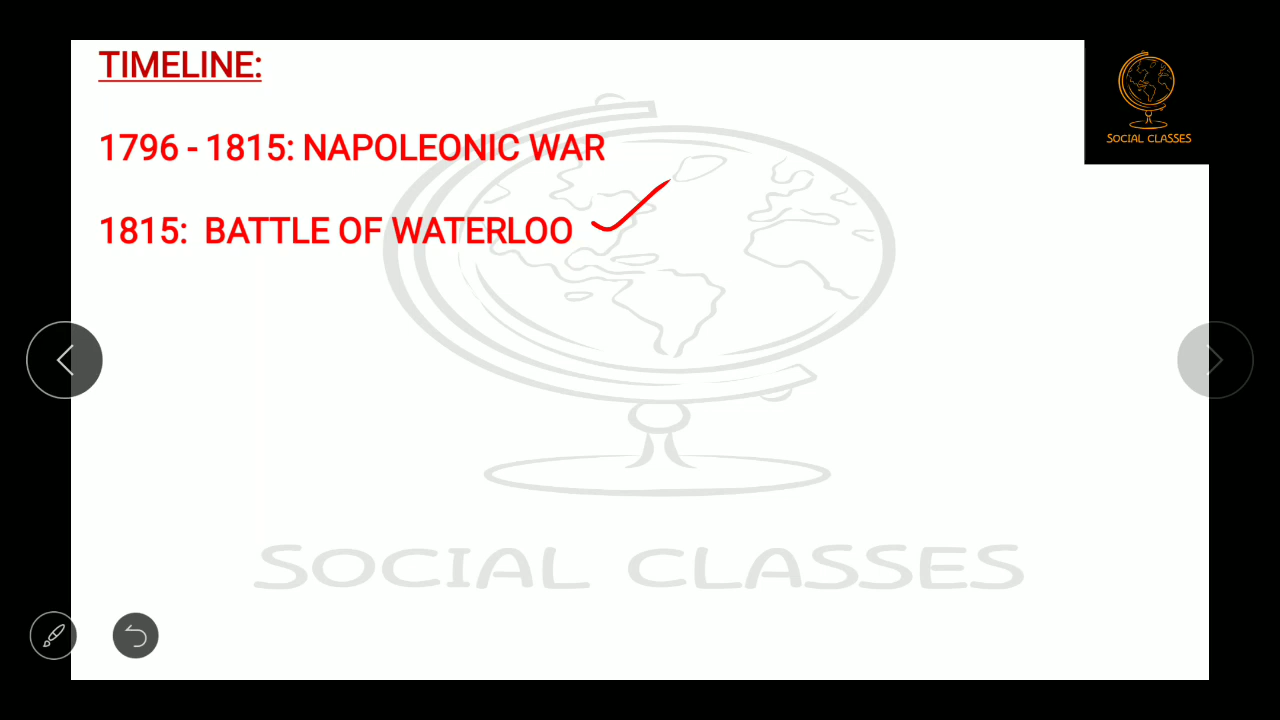 TIMELINE:
SOCIAL CLASSES
1796 - 1815: NAPOLEONIC WAR
1815: BATTLE OF WATERLOO
SOCIAL CLASSES